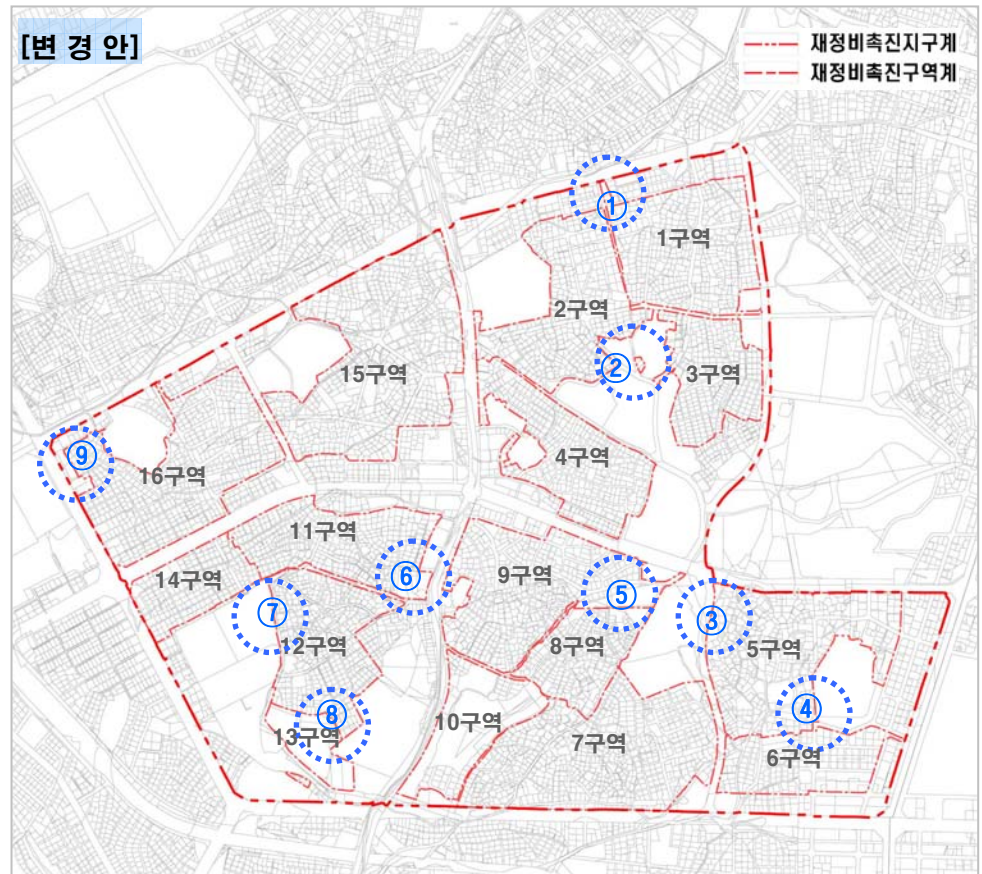 [변 경 안]
재정비촉진지구계
재정비촉진구역계
①
1구역
2구역
②
3구역
15구역
4구역
⑨
16구역
11구역
14구역
⑥
9구역
⑤
⑦
③
12구역
8구역
5구역
④
⑧
13구역
10구역
7구역
6구역